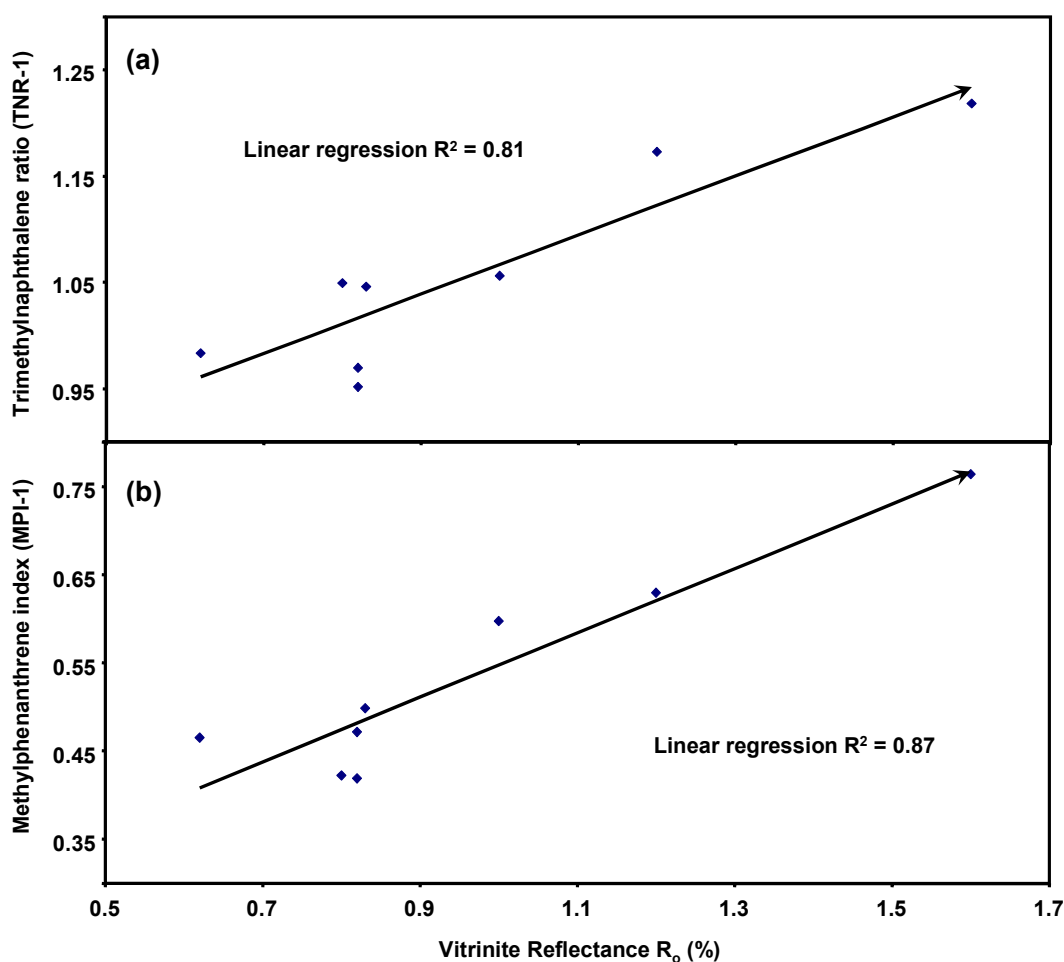 Trimethylnaphthalene ratio (TNR-1)
1.25
1.15
1.05
0.95
(a)
Linear regression R² = 0.81
Methylphenanthrene index (MPI-1)
0.75
0.65
0.55
0.45
0.35
(b)
Linear regression R² = 0.87
0.5 0.7 0.9 1.1 1.3 1.5 1.7
Vitrinite Reflectance Rₒ (%)